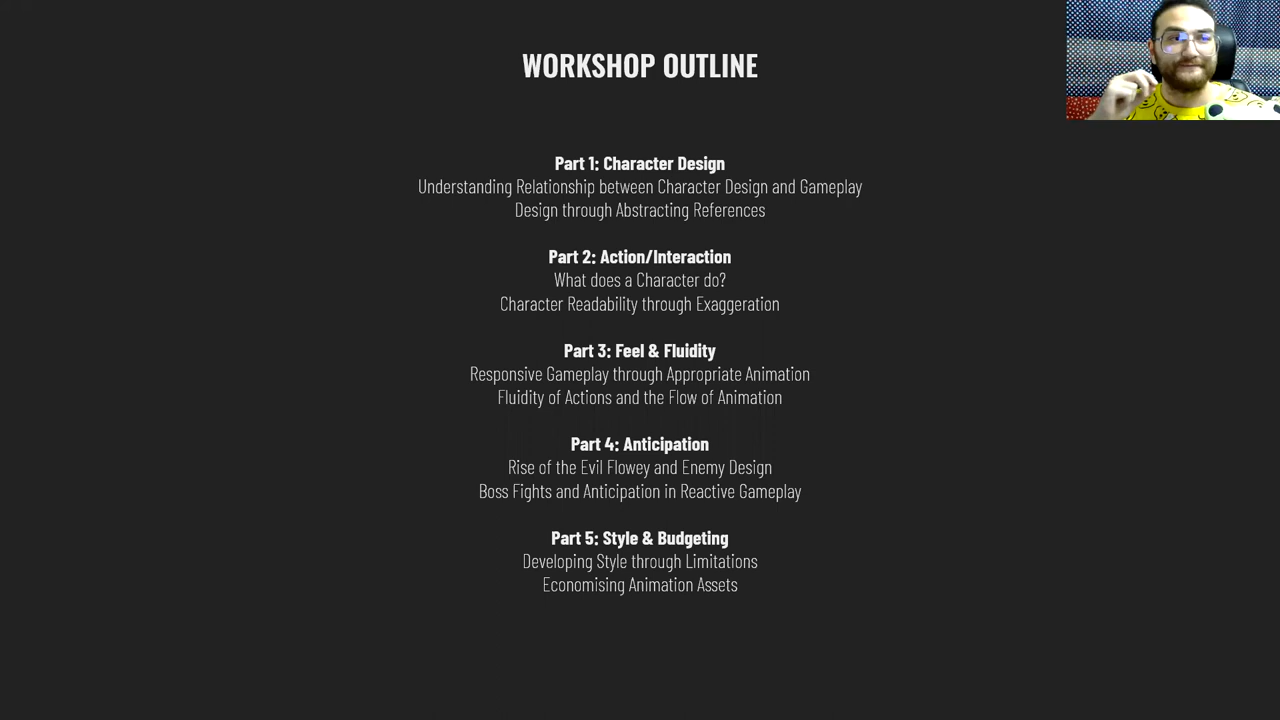 WORKSHOP OUTLINE
Part 1: Character Design
Understanding Relationship between Character Design and Gameplay
Design through Abstracting References
Part 2: Action/Interaction
What does a Character do?
Character Readability through Exaggeration
Part 3: Feel & Fluidity
Responsive Gameplay through Appropriate Animation
Fluidity of Actions and the Flow of Animation
Part 4: Anticipation
Rise of the Evil Flowey and Enemy Design
Boss Fights and Anticipation in Reactive Gameplay
Part 5: Style & Budgeting
Developing Style through Limitations
Economising Animation Assets